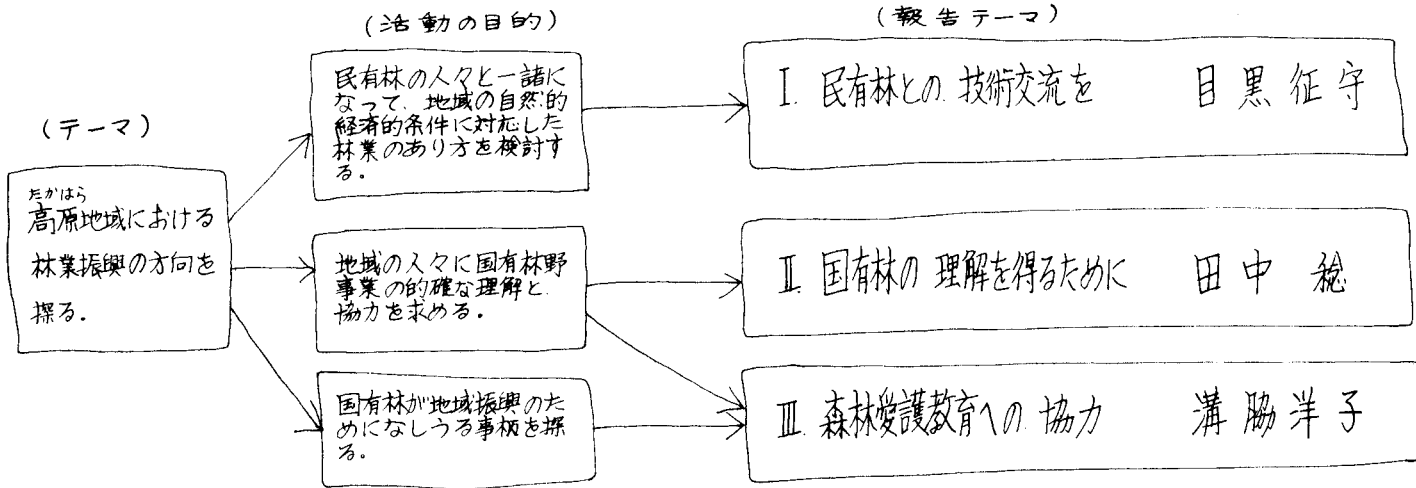 (テーマ)
たかはら
高原地域における
林業振興の方向を
探る。
(活動の目的)
民有林の人々と一諸に
なって、地域の自然的
経済的条件に対応した
林業のあり方を検討す
る。
地域の人々に国有林野
事業の的確な理解と、
協力を求める。
国有林が地域振興のた
めになしうる事柄を探
る。
(報告テーマ)
Ⅰ. 民有林との技術交流を 目黒征守
Ⅱ. 国有林の理解を得るために 田中 稔
Ⅲ. 森林愛護教育への協力 溝脇洋子